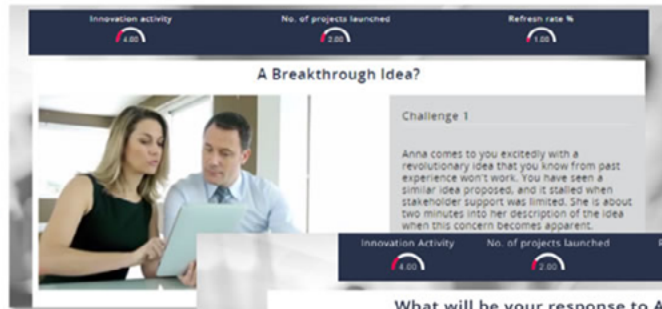 Innovation activity No. of projects launched Refresh rate %
4.00 2.00 1.00
A Breakthrough Idea?
Challenge 1
Anna comes to you excitedly with a
revolutionary idea that you know from past
experience won't work. You have seen a
similar idea proposed, and it stalled when
stakeholder support was limited. She is about
two minutes into her description of the idea
when this concern becomes apparent.
Innovation Activity No. of projects launched
4.00 2.00
What will be your response to A